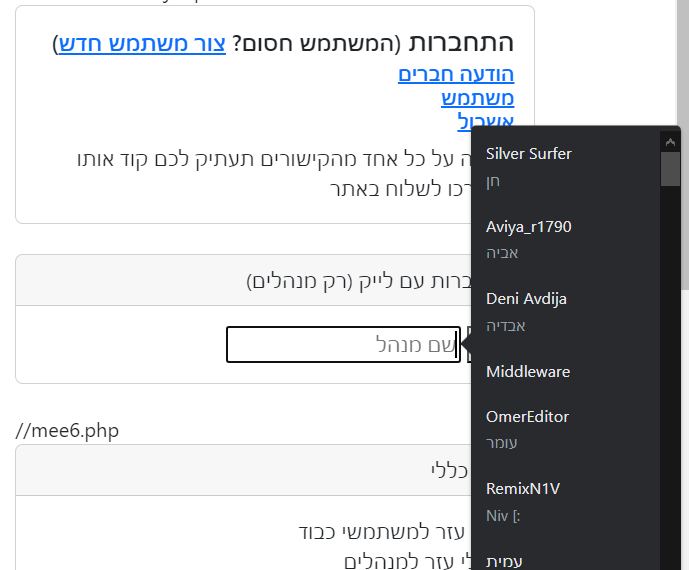 התחברות (המשתמש חסום? צור משתמש חדש)
הודעה חברים
משתמש
אשכול
על כל אחד מהקישורים תעתיק לכם קוד אותו
לשלוח באתר
עם לייק (רק מנהלים)
שם מנהל
//mee6.php
כללי
עזר למשתמשי כבוד
עזר למנהלים
Silver Surfer
חן
Aviya_r1790
אביה
Deni Avdija
אבדיה
Middleware
OmerEditor
עומר
RemixN1V
Niv [:
עמית